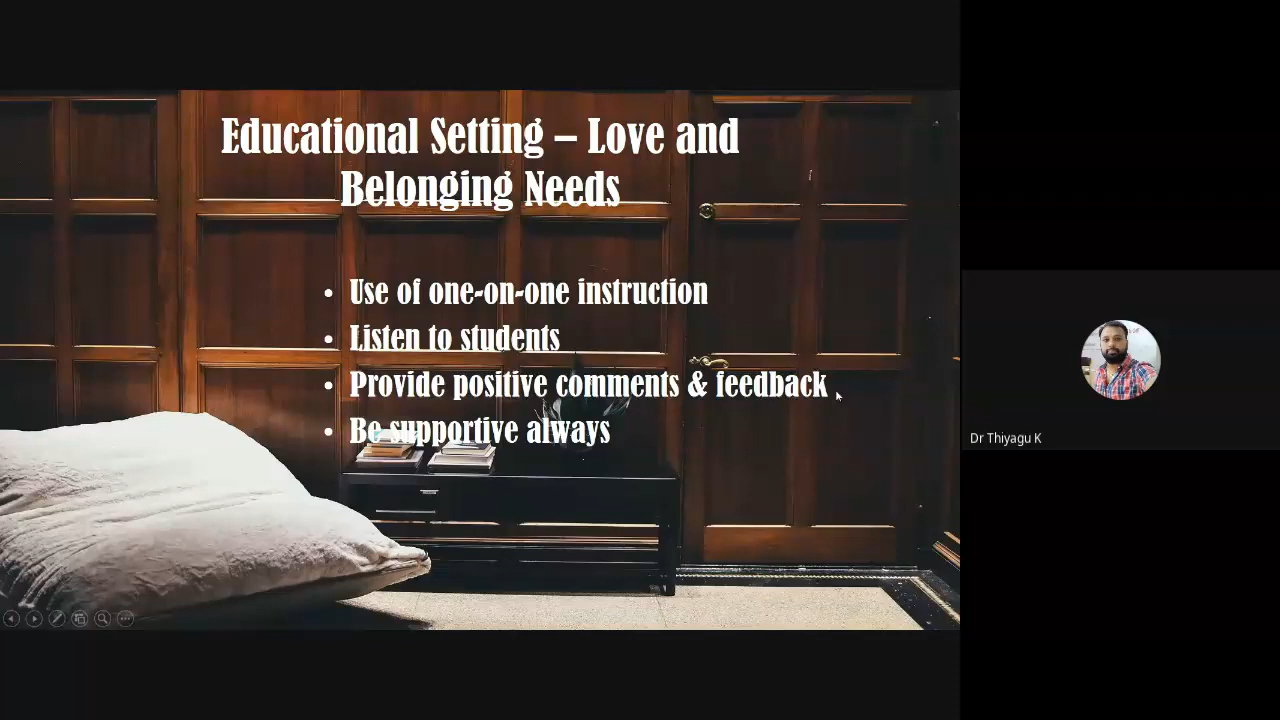 Educational Setting – Love and
Belonging Needs
• Use of one-on-one instruction
• Listen to students
• Provide positive comments & feedback
• Be supportive always
Dr Thiyagu K